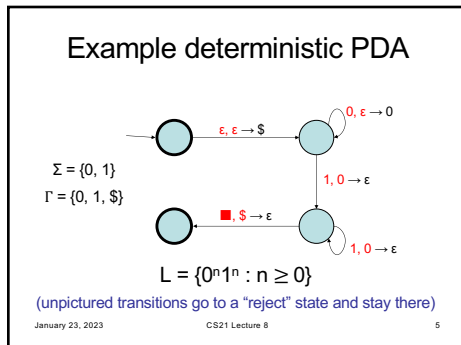 Example deterministic PDA
0, ε → 0
ε, ε → $
Σ = {0, 1}
Γ = {0, 1, $}
1, 0 → ε
■, $ → ε
1, 0 → ε
L = {0ⁿ1ⁿ : n ≥ 0}
(unpictured transitions go to a “reject” state and stay there)
January 23, 2023 CS21 Lecture 8 5